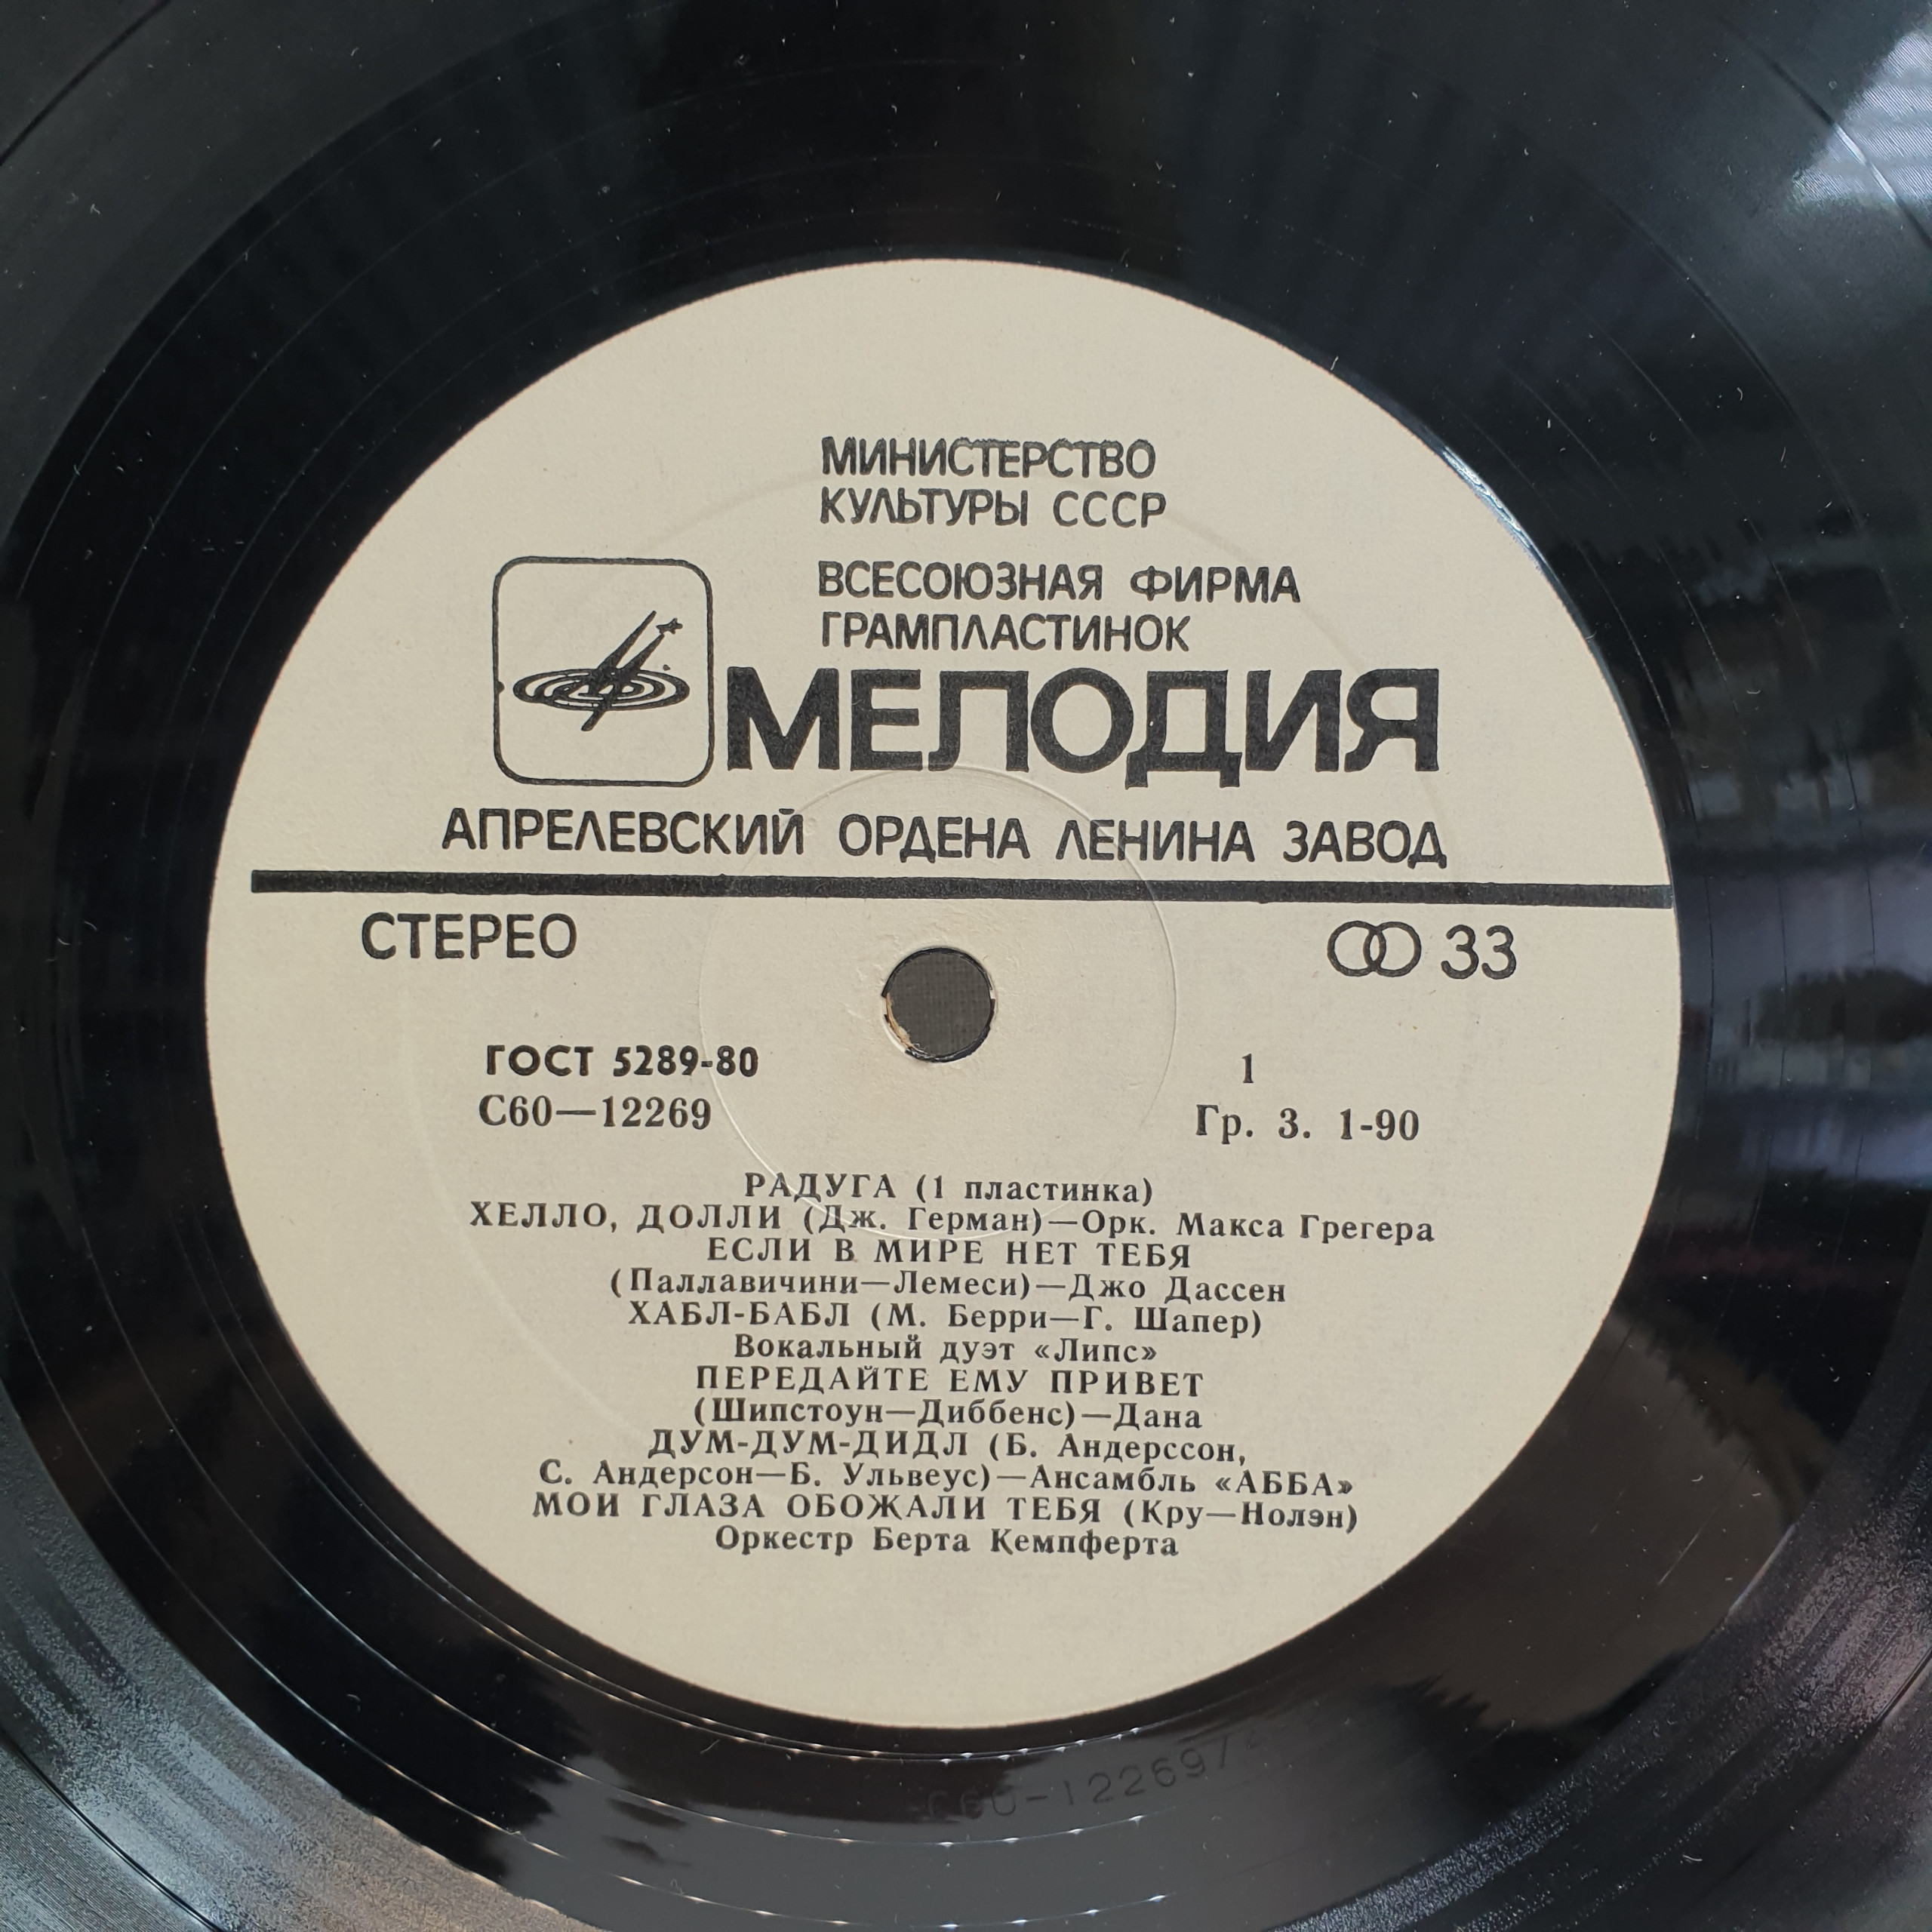 МИНИСТЕРСТВО
КУЛЬТУРЫ СССР
ВСЕСОЮЗНАЯ ФИРМА
ГРАМПЛАСТИНОК
МЕЛОДИЯ
АПРЕЛЕВСКИЙ ОРДЕНА ЛЕНИНА ЗАВОД
СТЕРЕО 33
ГОСТ 5289-80 1
С60—12269 Гр. 3. 1-90
РАДУГА (1 пластинка)
ХЕЛЛО, ДОЛЛИ (Дж. Герман)—Орк. Макса Грегера
ЕСЛИ В МИРЕ НЕТ ТЕБЯ
(Паллавичини—Лемеси)—Джо Дассен
ХАБЛ-БАБЛ (М. Берри—Г. Шапер)
Вокальный дуэт «Липс»
ПЕРЕДАЙТЕ ЕМУ ПРИВЕТ
(Шипстоун—Диббенс)—Дана
ДУМ-ДУМ-ДИДЛ (Б. Андерссон,
С. Андерсон—Б. Ульвеус)—Ансамбль «АББА»
МОИ ГЛАЗА ОБОЖАЛИ ТЕБЯ (Кру—Нолэн)
Оркестр Берта Кемпферта